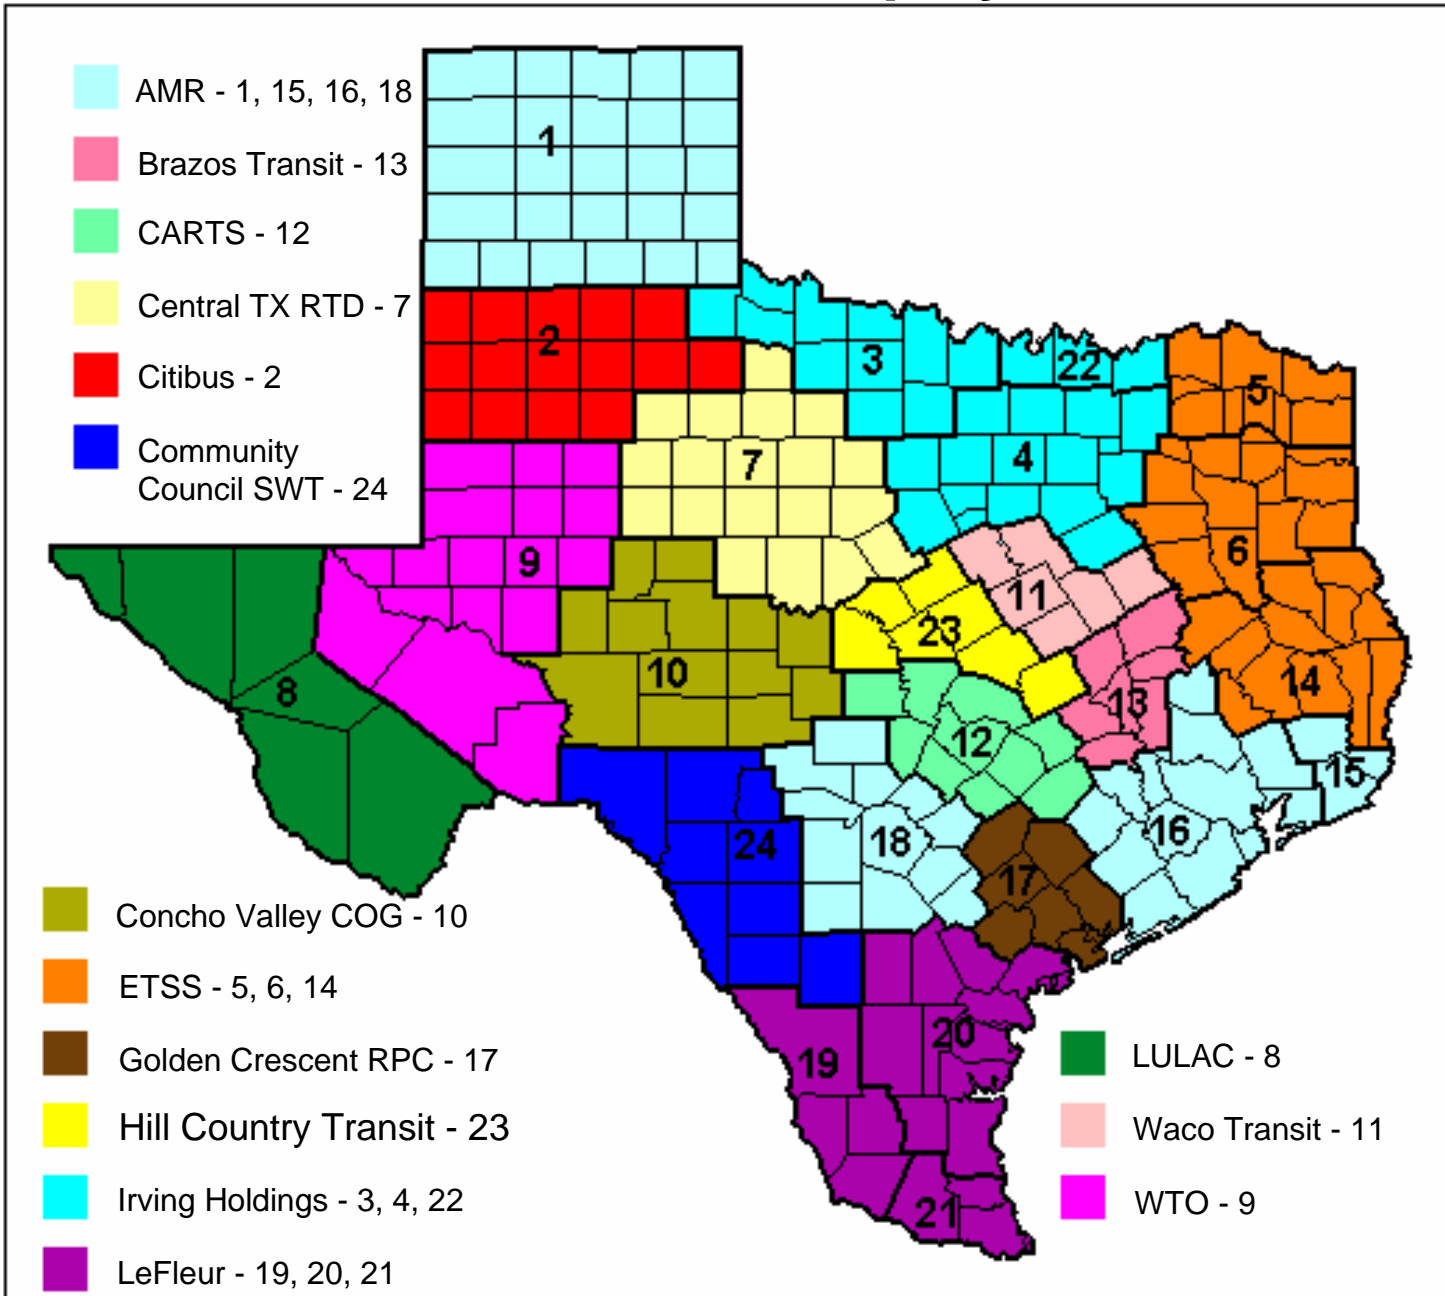 AMR - 1, 15, 16, 18
Brazos Transit - 13
CARTS - 12
Central TX RTD - 7
Citibus - 2
Community
Council SWT - 24
1
2
3
22
5
7
4
9
6
11
23
8
10
14
13
12
15
18
16
24
17
20
19
21
Concho Valley COG - 10
ETSS - 5, 6, 14
Golden Crescent RPC - 17
Hill Country Transit - 23
Irving Holdings - 3, 4, 22
LeFleur - 19, 20, 21
LULAC - 8
Waco Transit - 11
WTO - 9